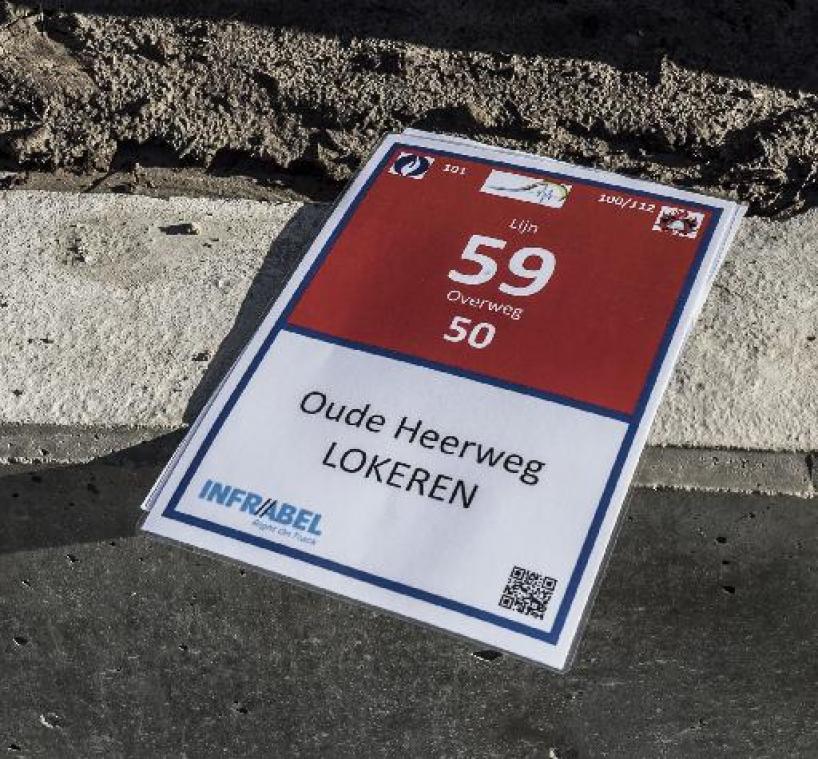 101
100/112
Lijn
59
Overweg
50
Oude Heerweg
LOKEREN
INFRABEL
Right On Track